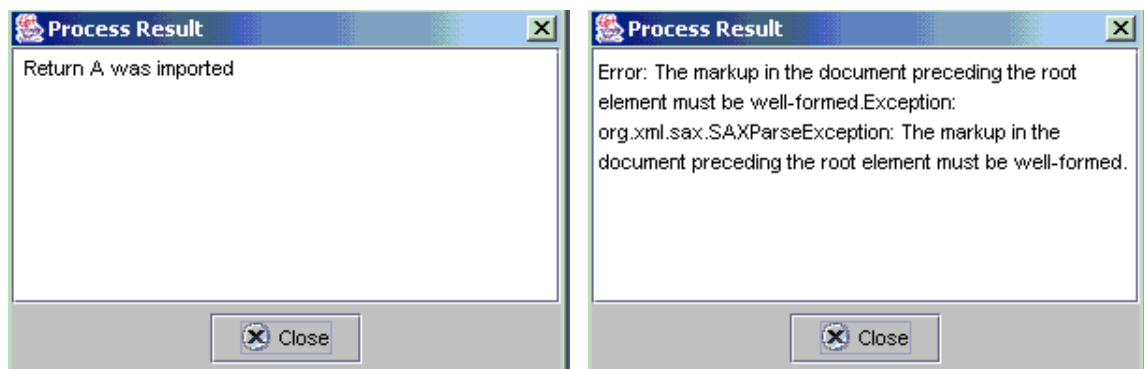 Process Result
Return A was imported
Close
Process Result
Error: The markup in the document preceding the root
element must be well-formed.Exception:
org.xml.sax.SAXParseException: The markup in the
document preceding the root element must be well-formed.
Close